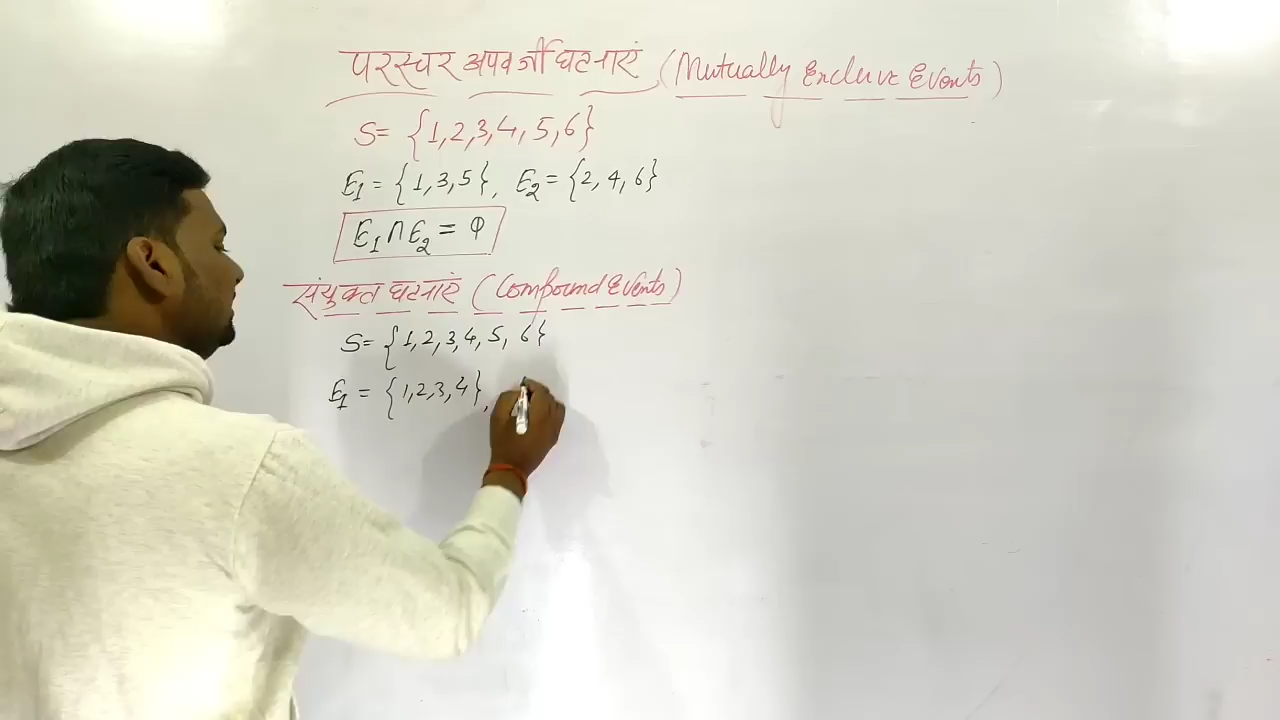 परस्पर अपवर्जी घटनाएं (Mutually Exclusive Events)
S= {1,2,3,4,5,6}
E1 = {1,3,5}, E2 = {2,4,6}
E1 ∩ E2 = φ
संयुक्त घटनाएं (Compound Events)
S= {1,2,3,4,5,6}
E1 = {1,2,3,4},